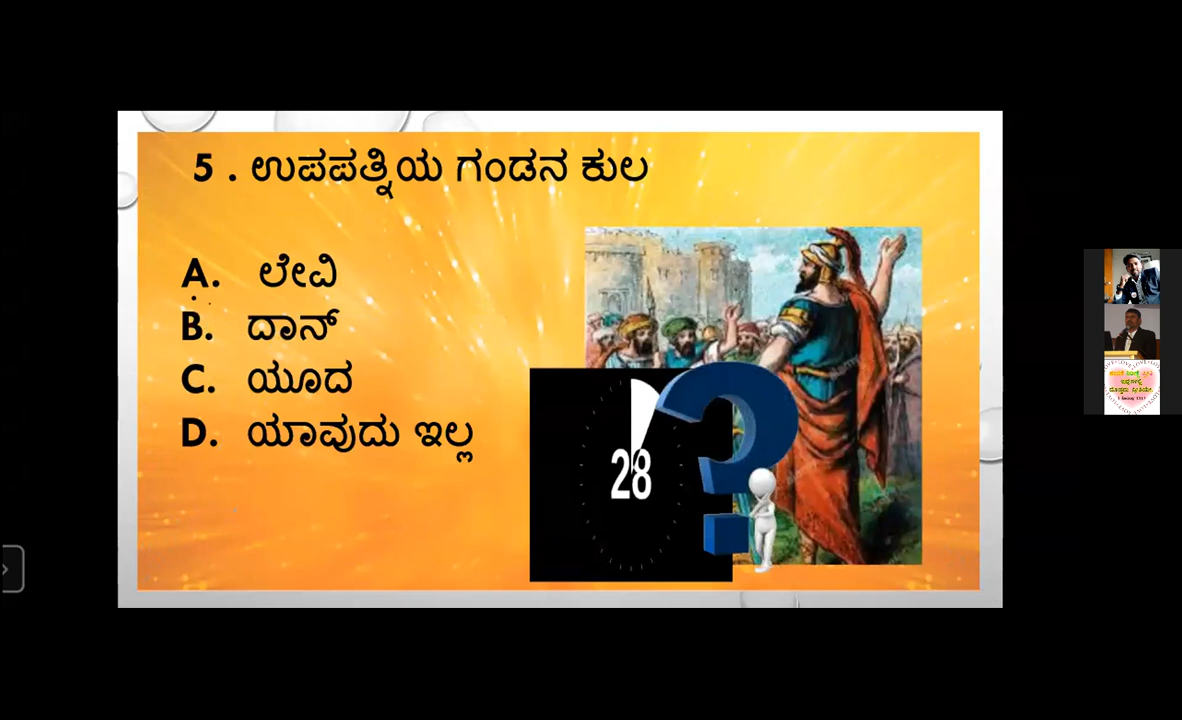 5 . ಉಪಪತ್ನಿಯ ಗಂಡನ ಕುಲ
A. ಲೇವಿ
B. ದಾನ್
C. ಯೂದ
D. ಯಾವುದು ಇಲ್ಲ
28